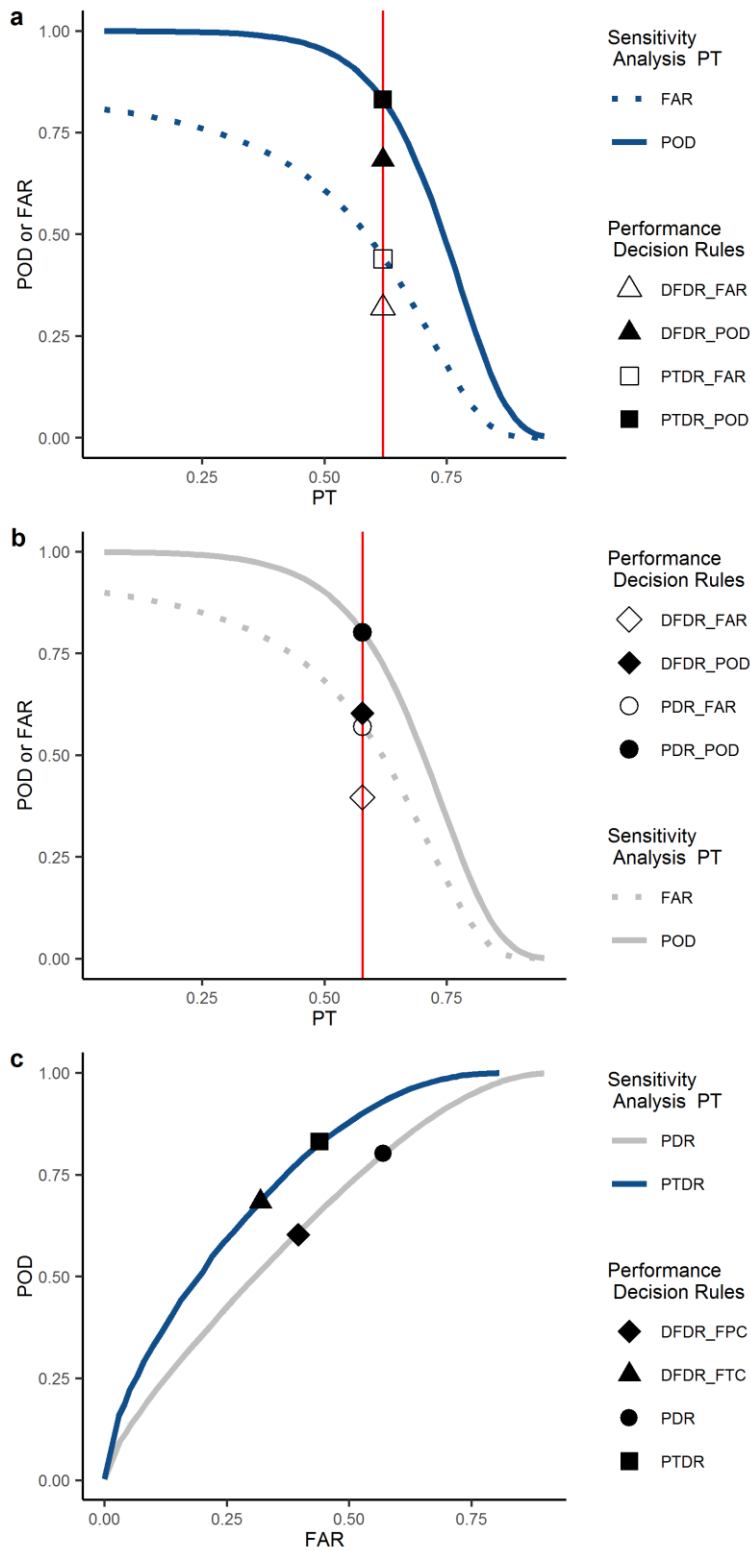 a
1.00
0.75
0.50
0.25
0.00
POD or FAR
0.25
0.50
0.75
PT
Sensitivity
Analysis PT
FAR
POD
Performance
Decision Rules
DFDR_FAR
DFDR_POD
PTDR_FAR
PTDR_POD
b
1.00
0.75
0.50
0.25
0.00
POD or FAR
0.25
0.50
0.75
PT
Performance
Decision Rules
DFDR_FAR
DFDR_POD
PDR_FAR
PDR_POD
Sensitivity
Analysis PT
FAR
POD
c
1.00
0.75
0.50
0.25
0.00
POD
0.00
0.25
0.50
0.75
FAR
Sensitivity
Analysis PT
PDR
PTDR
Performance
Decision Rules
DFDR_FPC
DFDR_FTC
PDR
PTDR